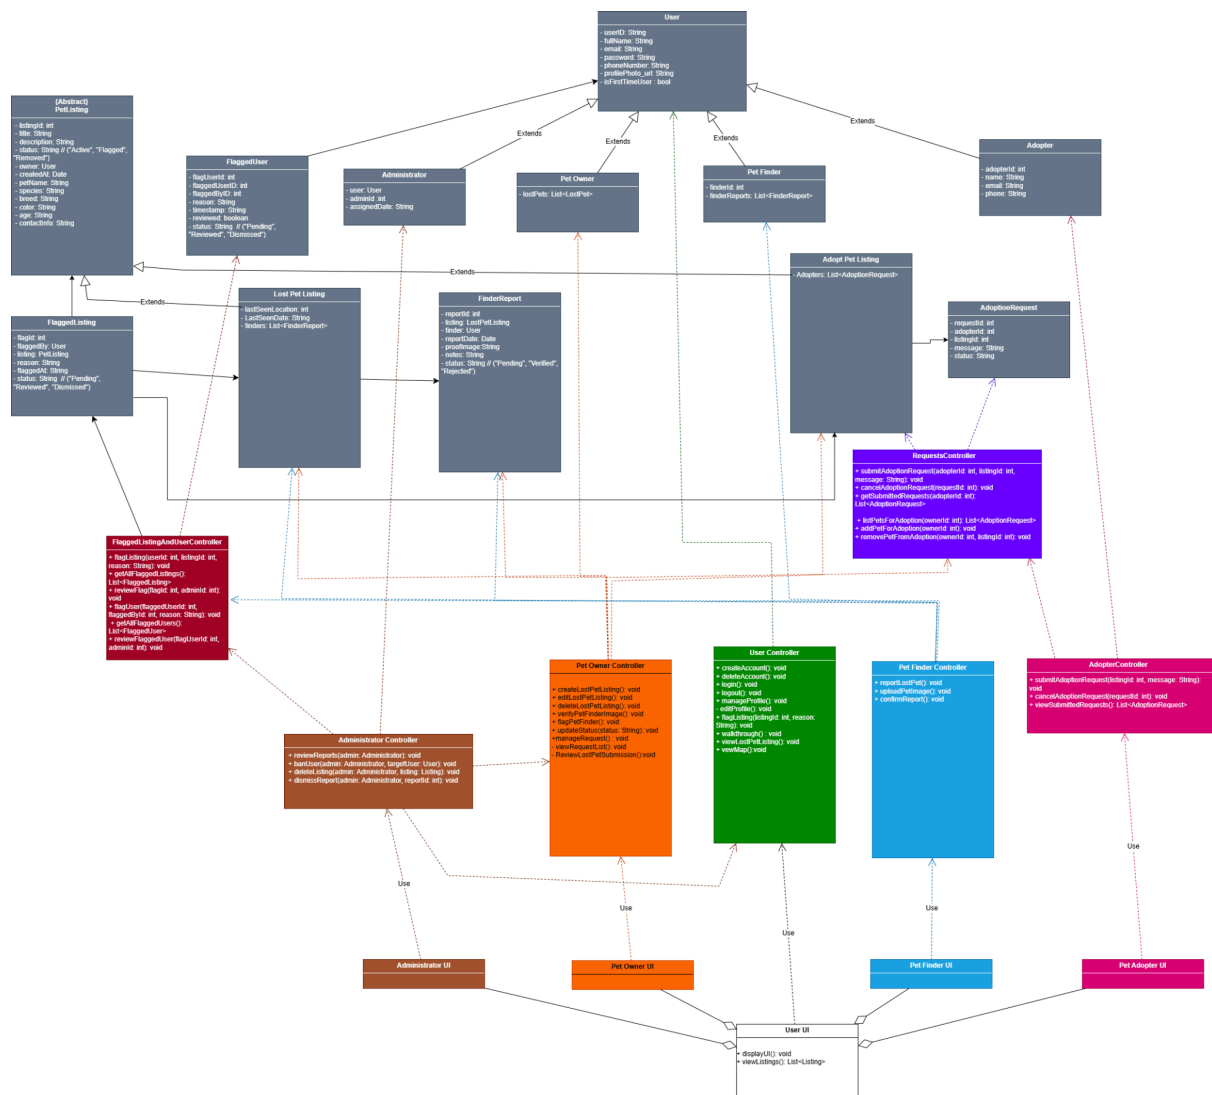 User
- userID: String
- fullName: String
- email: String
- password: String
- phoneNumber: String
- profilePhoto_url: String
- isFirstTimeUser : bool
(Abstract)
PetListing
- listingId: int
- title: String
- description: String
- status: String // ("Active", "Flagged",
"Removed")
- owner: User
- createdAt: Date
- petName: String
- species: String
- breed: String
- color: String
- age: String
- contactInfo: String
FlaggedUser
- flagUserId: int
- flaggedUserID: int
- flaggedByID: int
- reason: String
- timestamp: String
- reviewed: boolean
- status: String // ("Pending",
"Reviewed", "Dismissed")
Administrator
- user: User
- adminId: int
- assignedDate: String
Pet Owner
- lostPets: List<LostPet>
Pet Finder
- finderId: int
- finderReports: List<FinderReport>
Adopter
- adopterId: int
- name: String
- email: String
- phone: String
Extends
Extends
Extends
Extends
Extends
Extends
Lost Pet Listing
- lastSeenLocation: int
- LastSeenDate: String
- finders: List<FinderReport>
FinderReport
- reportId: int
- listing: LostPetListing
- finder: User
- reportDate: Date
- proofImage:String
- notes: String
- status: String // ("Pending", "Verified",
"Rejected")
Adopt Pet Listing
- Adopters: List<AdoptionRequest>
AdoptionRequest
- requestId: int
- adopterId: int
- listingId: int
- message: String
- status: String
FlaggedListing
- flagId: int
- flaggedBy: User
- listing: PetListing
- reason: String
- flaggedAt: String
- status: String // ("Pending",
"Reviewed", "Dismissed")
RequestsController
+ submitAdoptionRequest(adopterId: int, listingId: int,
message: String): void
+ cancelAdoptionRequest(requestId: int): void
+ getSubmittedRequests(adopterId: int):
List<AdoptionRequest>
+ listPetsForAdoption(ownerId: int): List<AdoptionRequest>
+ addPetForAdoption(ownerId: int): void
+ removePetFromAdoption(ownerId: int, listingId: int): void
FlaggedListingAndUserController
+ flagListing(userId: int, listingId: int,
reason: String): void
+ getAllFlaggedListings():
List<FlaggedListing>
+ reviewFlag(flagId: int, adminId: int):
void
+ flagUser(flaggedUserId: int,
flaggedById: int, reason: String): void
+ getAllFlaggedUsers():
List<FlaggedUser>
+ reviewFlaggedUser(flagUserId: int,
adminId: int): void
Pet Owner Controller
+ createLostPetListing(): void
+ editLostPetListing(): void
+ deleteLostPetListing(): void
+ verifyPetFinderImage(): void
+ flagPetFinder(): void
+ updateStatus(status: String): void
+manageRequest() : void
- viewRequestList(): void
- ReviewLostPetSubmission():void
User Controller
+ createAccount(): void
+ deleteAccount(): void
+ login(): void
+ logout(): void
+ manageProfile(): void
- editProfile(): void
+ flagListing(listingId: int, reason:
String): void
+ walkthrough() : void
+ viewLostPetListing(): void
+ vewMap():void
Pet Finder Controller
+ reportLostPet(): void
+ uploadPetImage(): void
+ confirmReport(): void
AdopterController
+ submitAdoptionRequest(listingId: int, message: String):
void
+ cancelAdoptionRequest(requestId: int): void
+ viewSubmittedRequests(): List<AdoptionRequest>
Administrator Controller
+ reviewReports(admin: Administrator): void
+ banUser(admin: Administrator, targetUser: User): void
+ deleteListing(admin: Administrator, listing: Listing): void
+ dismissReport(admin: Administrator, reportId: int): void
Use
Use
Use
Use
Use
Administrator UI
Pet Owner UI
Pet Finder UI
Pet Adopter UI
User UI
+ displayUI(): void
+ viewListings(): List<Listing>